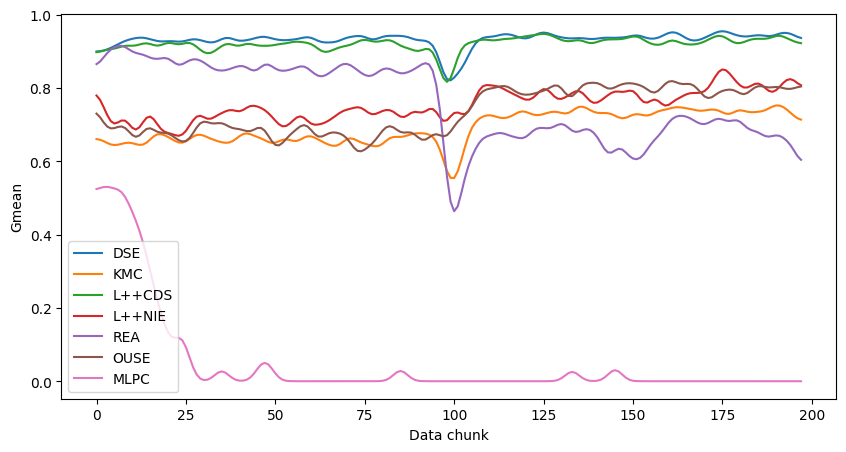 1.0
0.8
0.6
0.4
0.2
0.0
Gmean
DSE
KMC
L++CDS
L++NIE
REA
OUSE
MLPC
0 25 50 75 100 125 150 175 200
Data chunk